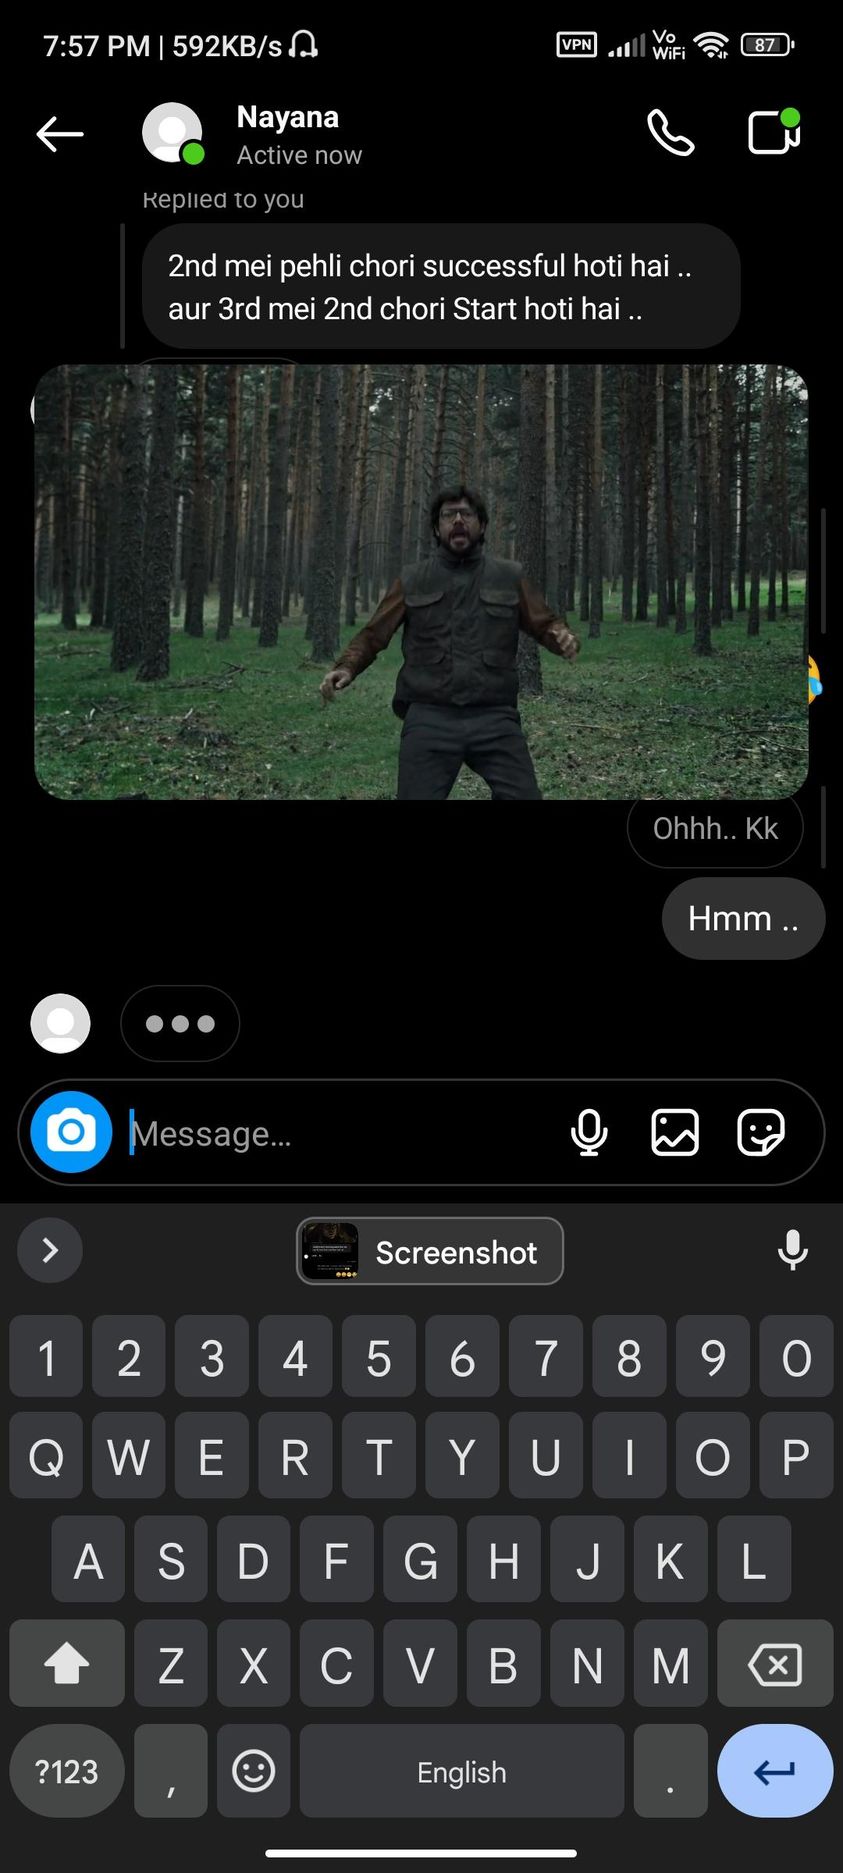 7:57 PM | 592KB/s
VPN
Vo
WiFi
87
Nayana
Active now
Replied to you
2nd mei pehli chori successful hoti hai ..
aur 3rd mei 2nd chori Start hoti hai ..
Ohhh.. Kk
Hmm ..
Message...
Screenshot
1 2 3 4 5 6 7 8 9 0
Q W E R T Y U I O P
A S D F G H J K L
Z X C V B N M
?123 , English .